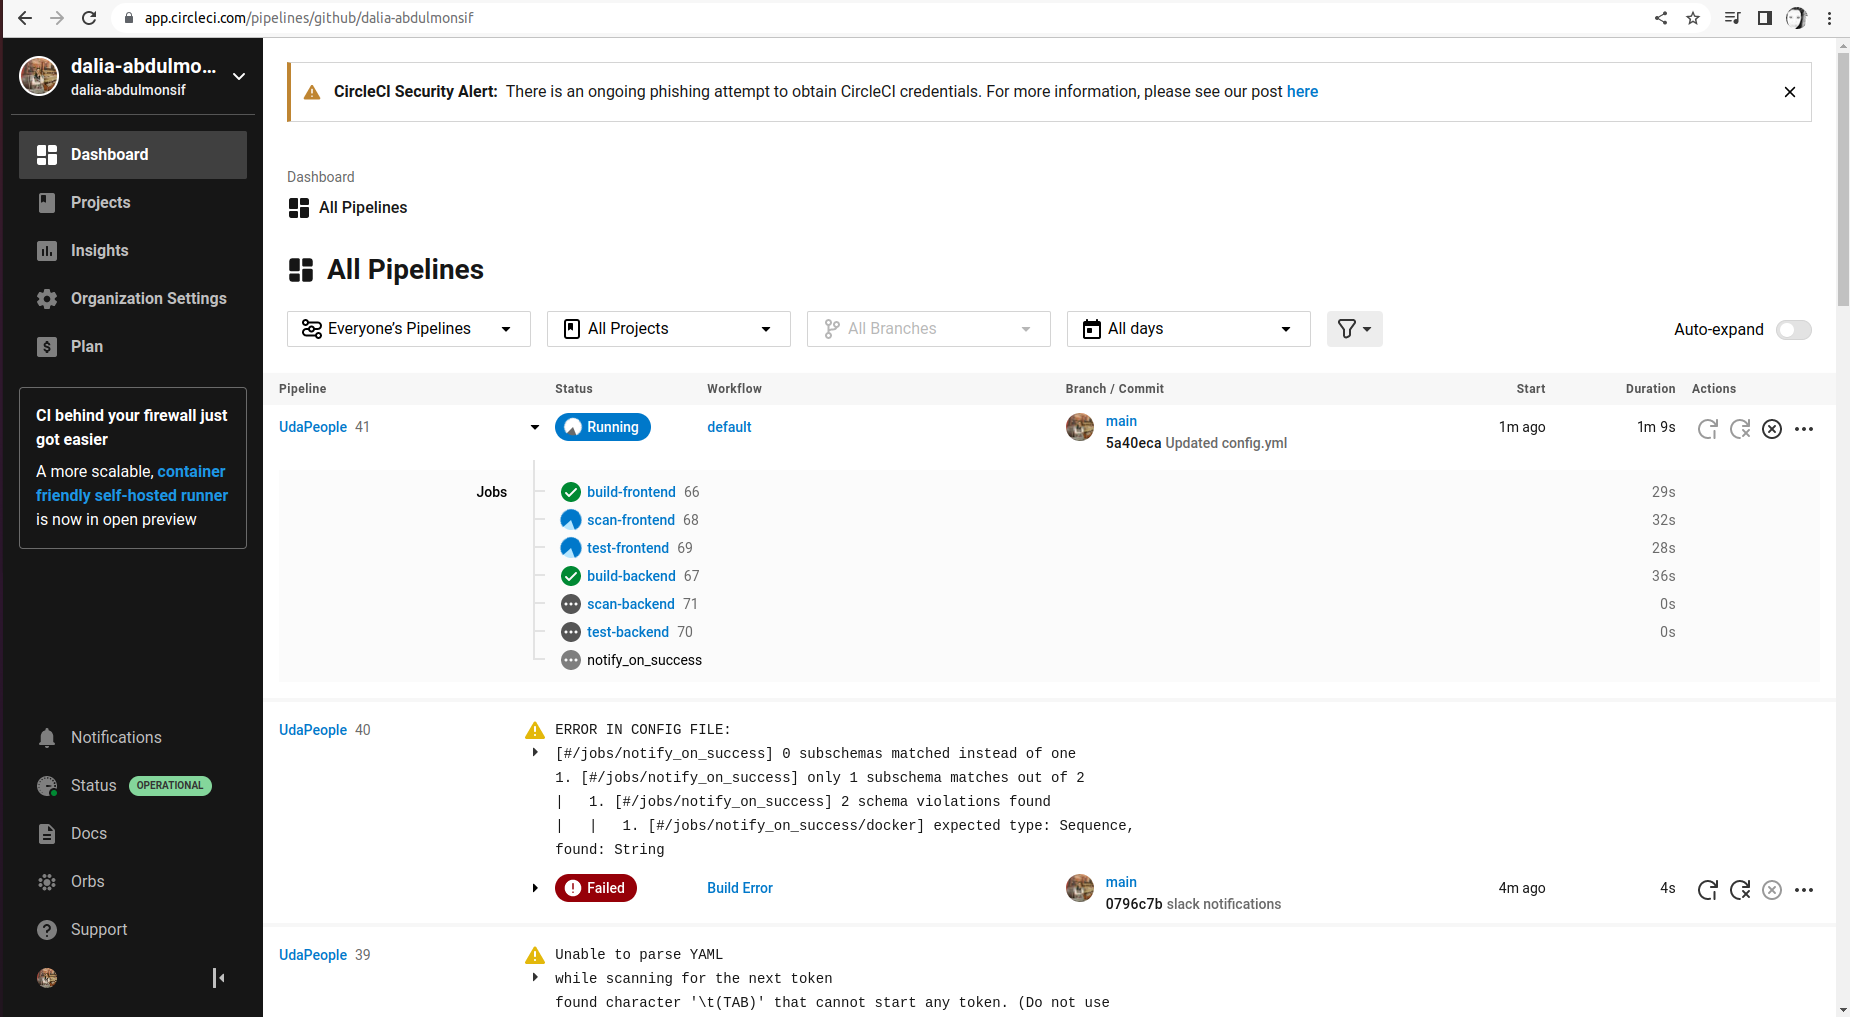 app.circleci.com/pipelines/github/dalia-abdulmonsif
dalia-abdulmo...
dalia-abdulmonsif
Dashboard
Projects
Insights
Organization Settings
Plan
CI behind your firewall just
got easier
A more scalable, container
friendly self-hosted runner
is now in open preview
Notifications
Status OPERATIONAL
Docs
Orbs
Support
CircleCI Security Alert: There is an ongoing phishing attempt to obtain CircleCI credentials. For more information, please see our post here
Dashboard
All Pipelines
All Pipelines
Everyone's Pipelines All Projects All Branches All days Auto-expand
Pipeline Status Workflow Branch / Commit Start Duration Actions
UdaPeople 41 Running default main 1m ago 1m 9s
5a40eca Updated config.yml
Jobs build-frontend 66 29s
scan-frontend 68 32s
test-frontend 69 28s
build-backend 67 36s
scan-backend 71 0s
test-backend 70 0s
notify_on_success
UdaPeople 40 ERROR IN CONFIG FILE:
[#/jobs/notify_on_success] 0 subschemas matched instead of one
1. [#/jobs/notify_on_success] only 1 subschema matches out of 2
| 1. [#/jobs/notify_on_success] 2 schema violations found
| | 1. [#/jobs/notify_on_success/docker] expected type: Sequence,
found: String
Failed Build Error main 4m ago 4s
0796c7b slack notifications
UdaPeople 39 Unable to parse YAML
while scanning for the next token
found character '\t(TAB)' that cannot start any token. (Do not use